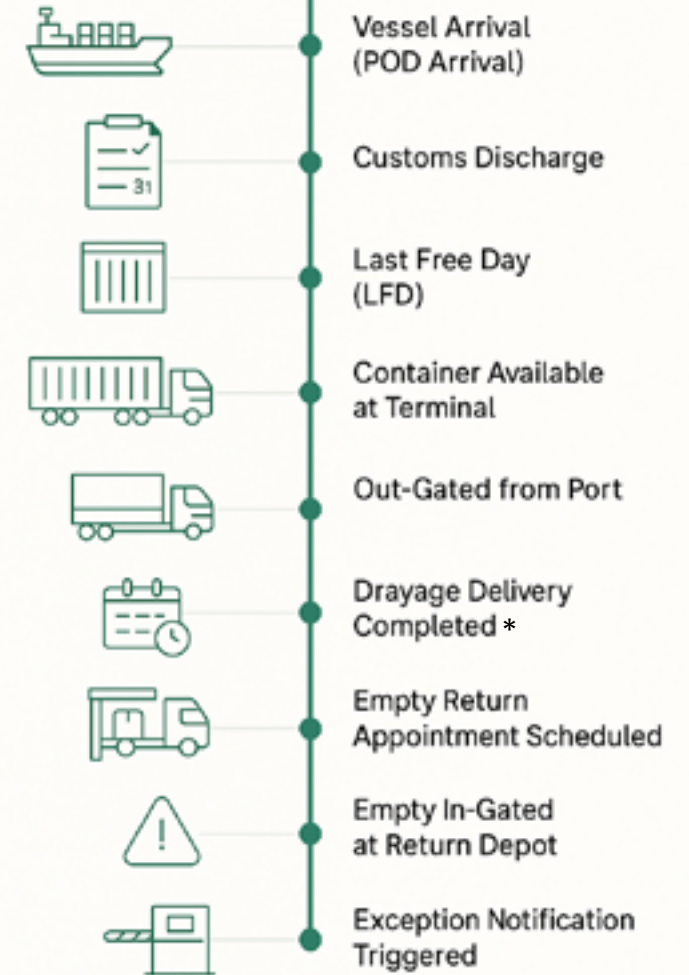 Vessel Arrival
(POD Arrival)
31
Customs Discharge
Last Free Day
(LFD)
Container Available
at Terminal
Out-Gated from Port
Drayage Delivery
Completed *
Empty Return
Appointment Scheduled
!
Empty In-Gated
at Return Depot
Exception Notification
Triggered